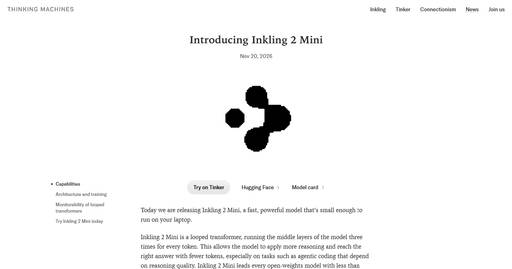 THINKING MACHINES
Inkling Tinker Connectionism News Join us
Introducing Inkling 2 Mini
Nov 20, 2026
Try on Tinker
Hugging Face
Model card
Capabilities
Architecture and training
Monitorability of looped
transformers
Try Inkling 2 Mini today
Today we are releasing Inkling 2 Mini, a fast, powerful model that's small enough to
run on your laptop.
Inkling 2 Mini is a looped transformer, running the middle layers of the model three
times for every token. This allows the model to apply more reasoning and reach the
right answer with fewer tokens, especially on tasks such as agentic coding that depend
on reasoning quality. Inkling 2 Mini leads every open-weights model with less than